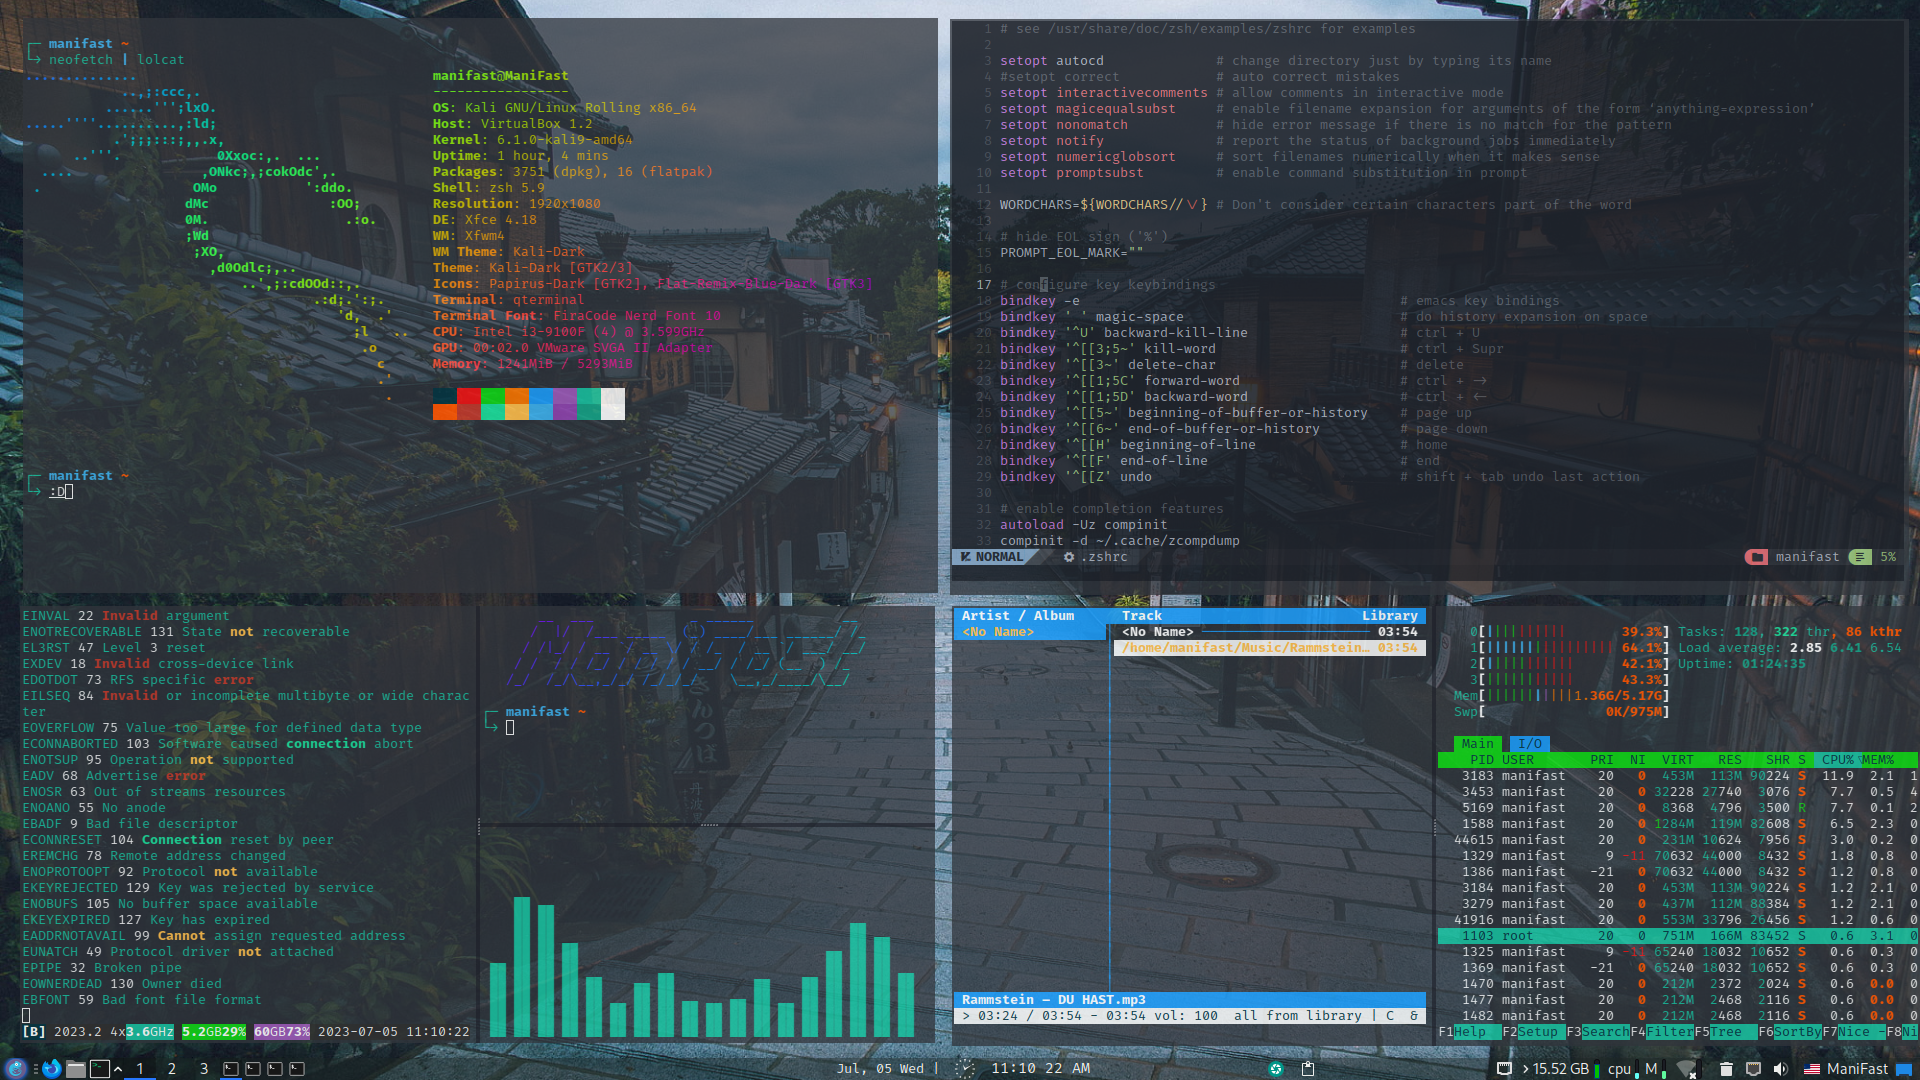 manifast ~
neofetch | lolcat
manifast@ManiFast
-----------------
OS: Kali GNU/Linux Rolling x86_64
Host: VirtualBox 1.2
Kernel: 6.1.0-kali9-amd64
Uptime: 1 hour, 4 mins
Packages: 3751 (dpkg), 16 (flatpak)
Shell: zsh 5.9
Resolution: 1920x1080
DE: Xfce 4.18
WM: Xfwm4
WM Theme: Kali-Dark
Theme: Kali-Dark [GTK2/3]
Icons: Papirus-Dark [GTK2], Flat-Remix-Blue-Dark [GTK3]
Terminal: qterminal
Terminal Font: FiraCode Nerd Font 10
CPU: Intel i3-9100F (4) @ 3.599GHz
GPU: 00:02.0 VMware SVGA II Adapter
Memory: 1241MiB / 5293MiB
manifast ~
:D
1 # see /usr/share/doc/zsh/examples/zshrc for examples
2
3 setopt autocd # change directory just by typing its name
4 #setopt correct # auto correct mistakes
5 setopt interactivecomments # allow comments in interactive mode
6 setopt magicequalsubst # enable filename expansion for arguments of the form 'anything=expression'
7 setopt nonomatch # hide error message if there is no match for the pattern
8 setopt notify # report the status of background jobs immediately
9 setopt numericglobsort # sort filenames numerically when it makes sense
10 setopt promptsubst # enable command substitution in prompt
11
12 WORDCHARS=${WORDCHARS//\/} # Don't consider certain characters part of the word
13
14 # hide EOL sign ('%')
15 PROMPT_EOL_MARK=""
16
17 # configure key keybindings
18 bindkey -e # emacs key bindings
19 bindkey ' ' magic-space # do history expansion on space
20 bindkey '^U' backward-kill-line # ctrl + U
21 bindkey '^[[3;5~' kill-word # ctrl + Supr
22 bindkey '^[[3~' delete-char # delete
23 bindkey '^[[1;5C' forward-word # ctrl + ->
24 bindkey '^[[1;5D' backward-word # ctrl + <-
25 bindkey '^[[5~' beginning-of-buffer-or-history # page up
26 bindkey '^[[6~' end-of-buffer-or-history # page down
27 bindkey '^[[H' beginning-of-line # home
28 bindkey '^[[F' end-of-line # end
29 bindkey '^[[Z' undo # shift + tab undo last action
30
31 # enable completion features
32 autoload -Uz compinit
33 compinit -d ~/.cache/zcompdump
NORMAL .zshrc manifast 5%
EINVAL 22 Invalid argument
ENOTRECOVERABLE 131 State not recoverable
EL3RST 47 Level 3 reset
EXDEV 18 Invalid cross-device link
EDOTDOT 73 RFS specific error
EILSEQ 84 Invalid or incomplete multibyte or wide charac
ter
EOVERFLOW 75 Value too large for defined data type
ECONNABORTED 103 Software caused connection abort
ENOTSUP 95 Operation not supported
EADV 68 Advertise error
ENOSR 63 Out of streams resources
ENOANO 55 No anode
EBADF 9 Bad file descriptor
ECONNRESET 104 Connection reset by peer
EREMCHG 78 Remote address changed
ENOPROTOOPT 92 Protocol not available
EKEYREJECTED 129 Key was rejected by service
ENOBUFS 105 No buffer space available
EKEYEXPIRED 127 Key has expired
EADDRNOTAVAIL 99 Cannot assign requested address
EUNATCH 49 Protocol driver not attached
EPIPE 32 Broken pipe
EOWNERDEAD 130 Owner died
EBFONT 59 Bad font file format
[B] 2023.2 4x3.6GHz 5.2GB29% 60GB73% 2023-07-05 11:10:22
ManiFast
manifast ~
Artist / Album Track Library
<No Name> <No Name> 03:54
/home/manifast/Music/Rammstein… 03:54
Rammstein – DU HAST.mp3
> 03:24 / 03:54 - 03:54 vol: 100 all from library | C &
0[39.3%] Tasks: 128, 322 thr, 86 kthr
1[64.1%] Load average: 2.85 6.41 6.54
2[42.1%] Uptime: 01:24:35
3[43.3%]
Mem[1.36G/5.17G]
Swp[0K/975M]
Main I/O
PID USER PRI NI VIRT RES SHR S CPU%▽MEM%
3183 manifast 20 0 453M 113M 90224 S 11.9 2.1 1
3453 manifast 20 0 32228 27740 3076 S 7.7 0.5 4
5169 manifast 20 0 8368 4796 3500 R 7.7 0.1 2
1588 manifast 20 0 1284M 119M 82608 S 6.5 2.3 0
44615 manifast 20 0 231M 10624 7956 S 3.0 0.2 0
1329 manifast 9 -11 70632 44000 8432 S 1.8 0.8 0
1386 manifast -21 0 70632 44000 8432 S 1.2 0.8 0
3184 manifast 20 0 453M 113M 90224 S 1.2 2.1 0
3279 manifast 20 0 437M 112M 88384 S 1.2 2.1 0
41916 manifast 20 0 553M 33796 26456 S 1.2 0.6 0
1103 root 20 0 751M 166M 83452 S 0.6 3.1 0
1325 manifast 9 -11 65240 18032 10652 S 0.6 0.3 0
1369 manifast -21 0 65240 18032 10652 S 0.6 0.3 0
1470 manifast 20 0 212M 2372 2024 S 0.6 0.0 0
1477 manifast 20 0 212M 2468 2116 S 0.6 0.0 0
1482 manifast 20 0 212M 2468 2116 S 0.6 0.0 0
F1Help F2Setup F3SearchF4FilterF5Tree F6SortByF7Nice -F8Ni
1 2 3
Jul, 05 Wed | 11:10 22 AM
15.52 GB cpu M ManiFast